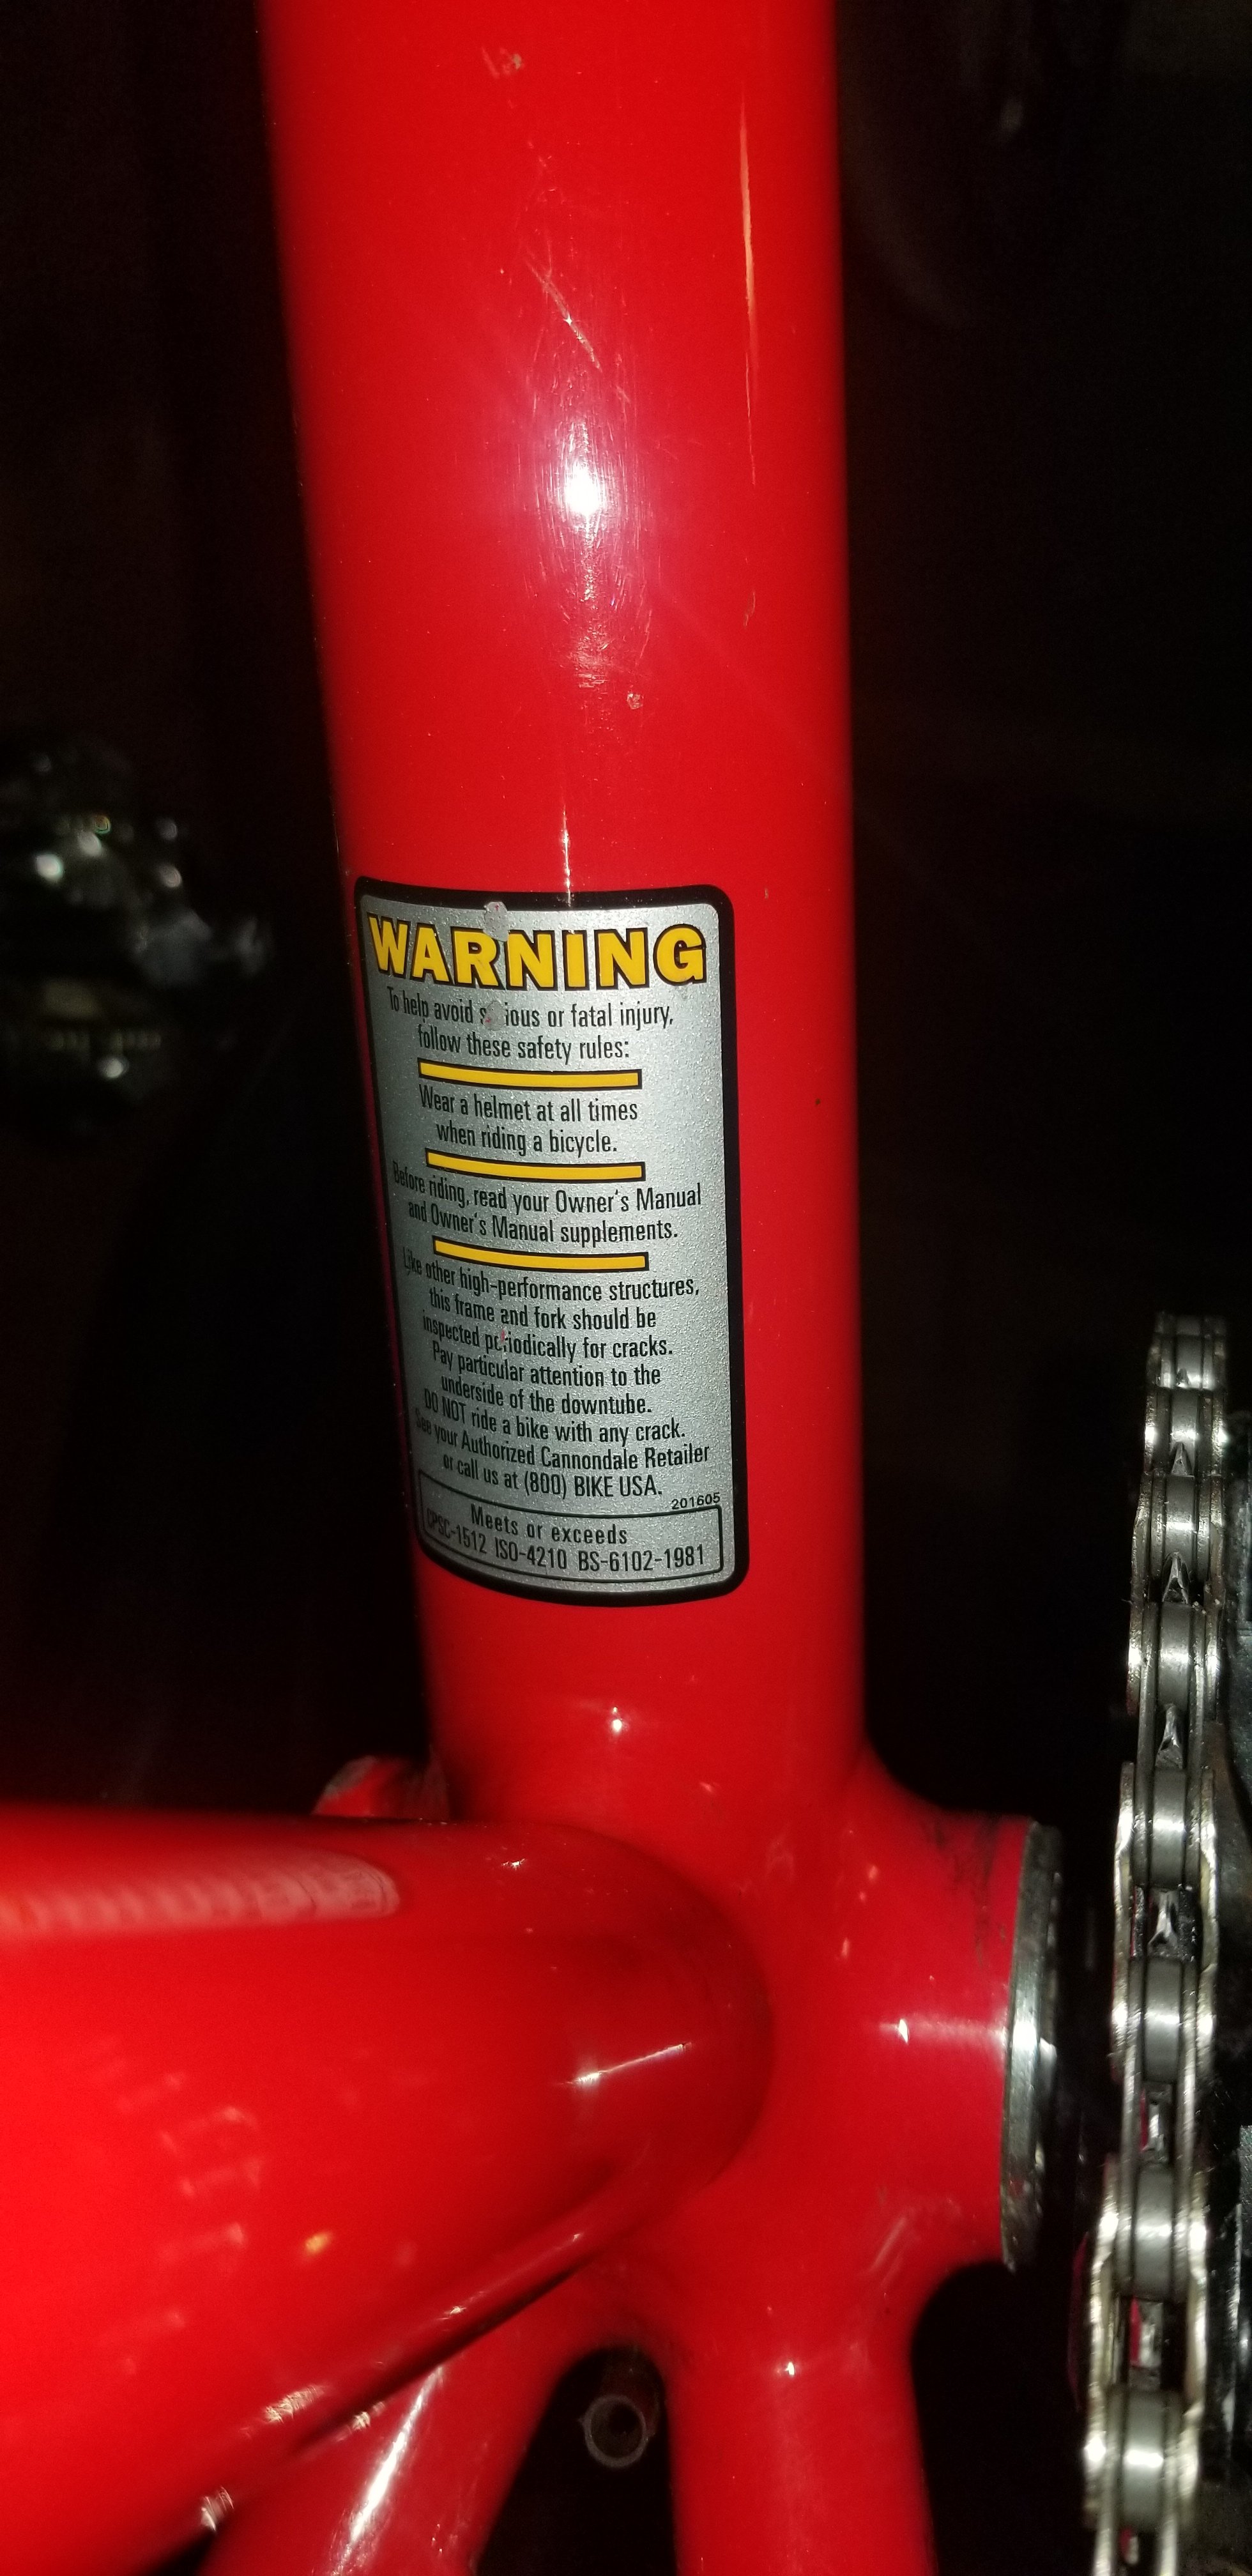 WARNING
To help avoid s ious or fatal injury,
follow these safety rules:
Wear a helmet at all times
when riding a bicycle.
Before riding, read your Owner's Manual
and Owner's Manual supplements.
Like other high-performance structures,
this frame and fork should be
inspected periodically for cracks.
Pay particular attention to the
underside of the downtube.
DO NOT ride a bike with any crack.
See your Authorized Cannondale Retailer
or call us at (800) BIKE USA.
201605
Meets or exceeds
CPSC-1512 ISO-4210 BS-6102-1981